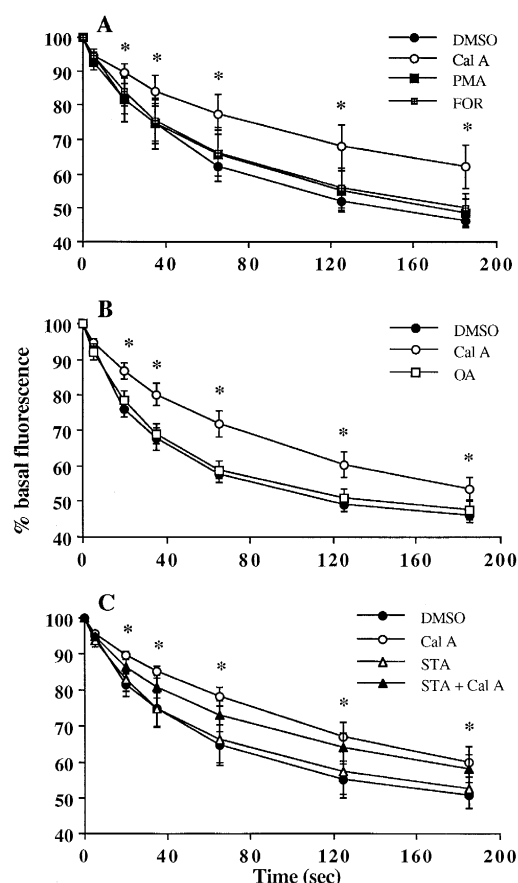 A
* * * * *
DMSO
Cal A
PMA
FOR
100
90
80
70
60
50
40
0 40 80 120 160 200
B
* * * * *
DMSO
Cal A
OA
100
90
80
70
60
50
40
0 40 80 120 160 200
% basal fluorescence
C
* * * * *
DMSO
Cal A
STA
STA + Cal A
100
90
80
70
60
50
40
0 40 80 120 160 200
Time (sec)